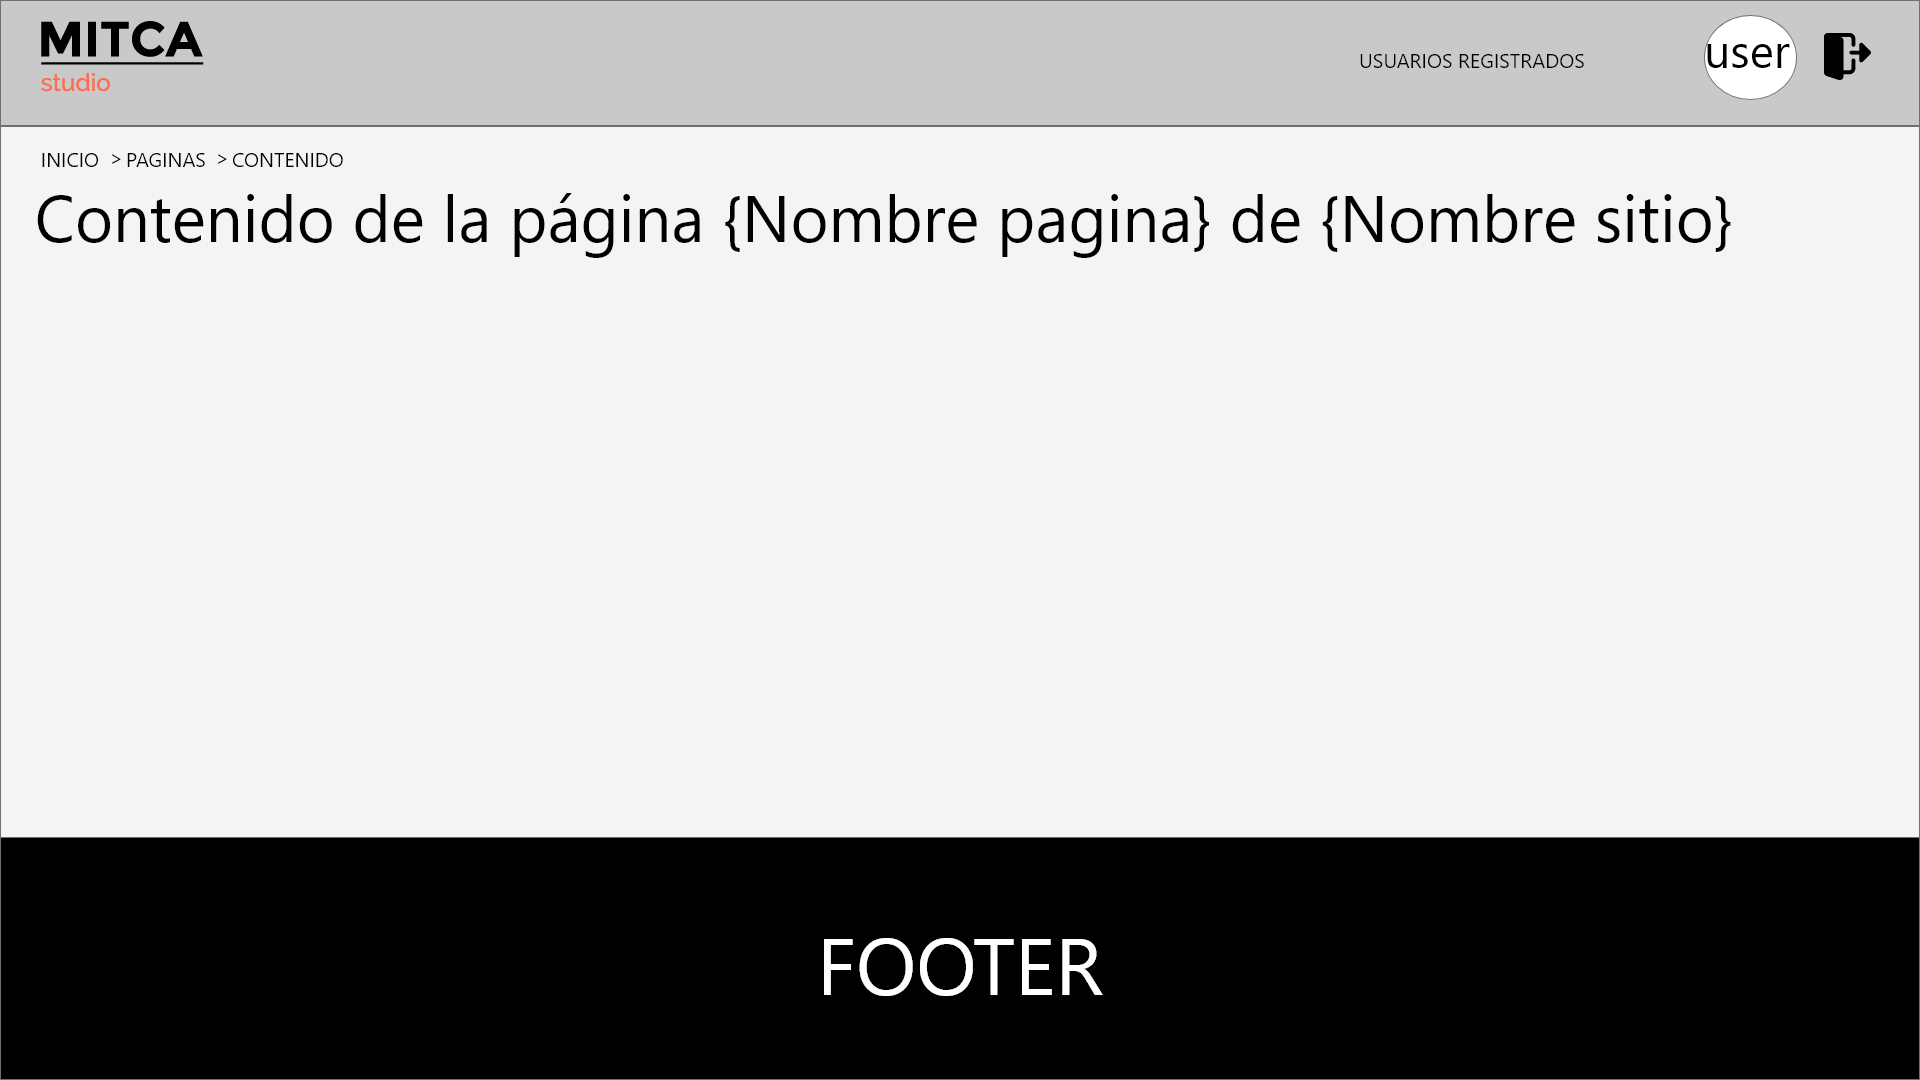 MITCA
studio
USUARIOS REGISTRADOS
user
INICIO > PAGINAS > CONTENIDO
Contenido de la página {Nombre pagina} de {Nombre sitio}
FOOTER